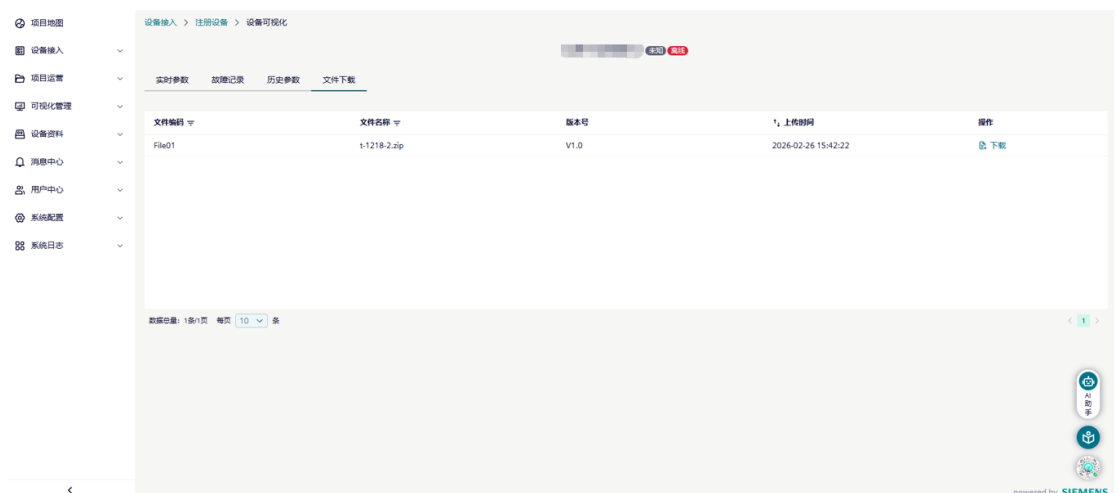 项目地图
设备接入
项目运营
可视化管理
设备资料
消息中心
用户中心
系统配置
系统日志
设备接入 > 注册设备 > 设备可视化
未知 离线
实时参数 故障记录 历史参数 文件下载
文件编码 文件名称 版本号 上传时间 操作
File01 t-1218-2.zip V1.0 2026-02-26 15:42:22 下载
数据总量: 1条/1页 每页 10 条
< 1 >
AI
助
手
powered by SIEMENS